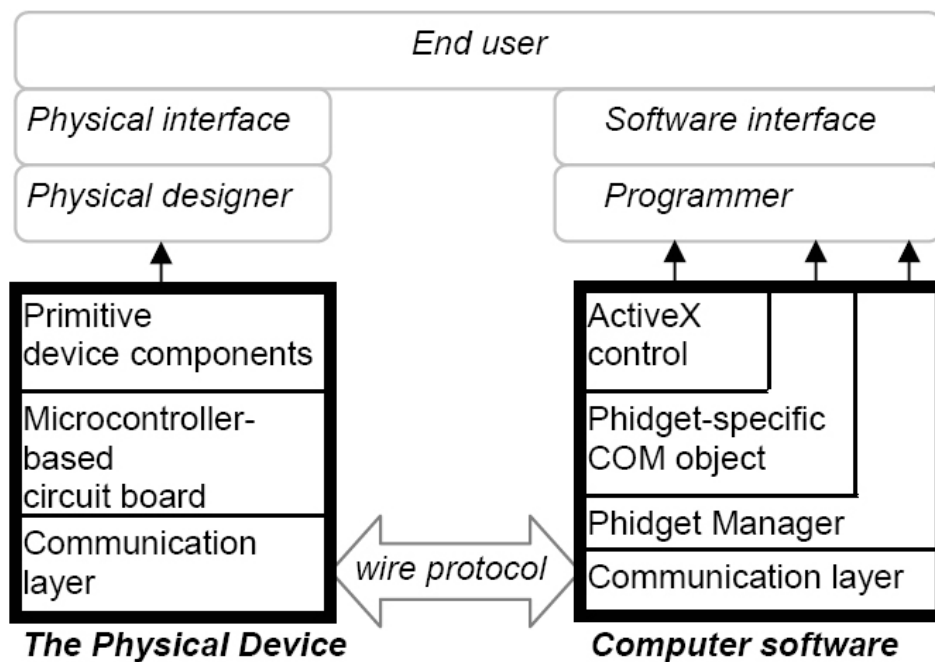 End user
Physical interface
Software interface
Physical designer
Programmer
Primitive
device components
Microcontroller-
based
circuit board
Communication
layer
wire protocol
ActiveX
control
Phidget-specific
COM object
Phidget Manager
Communication layer
The Physical Device
Computer software